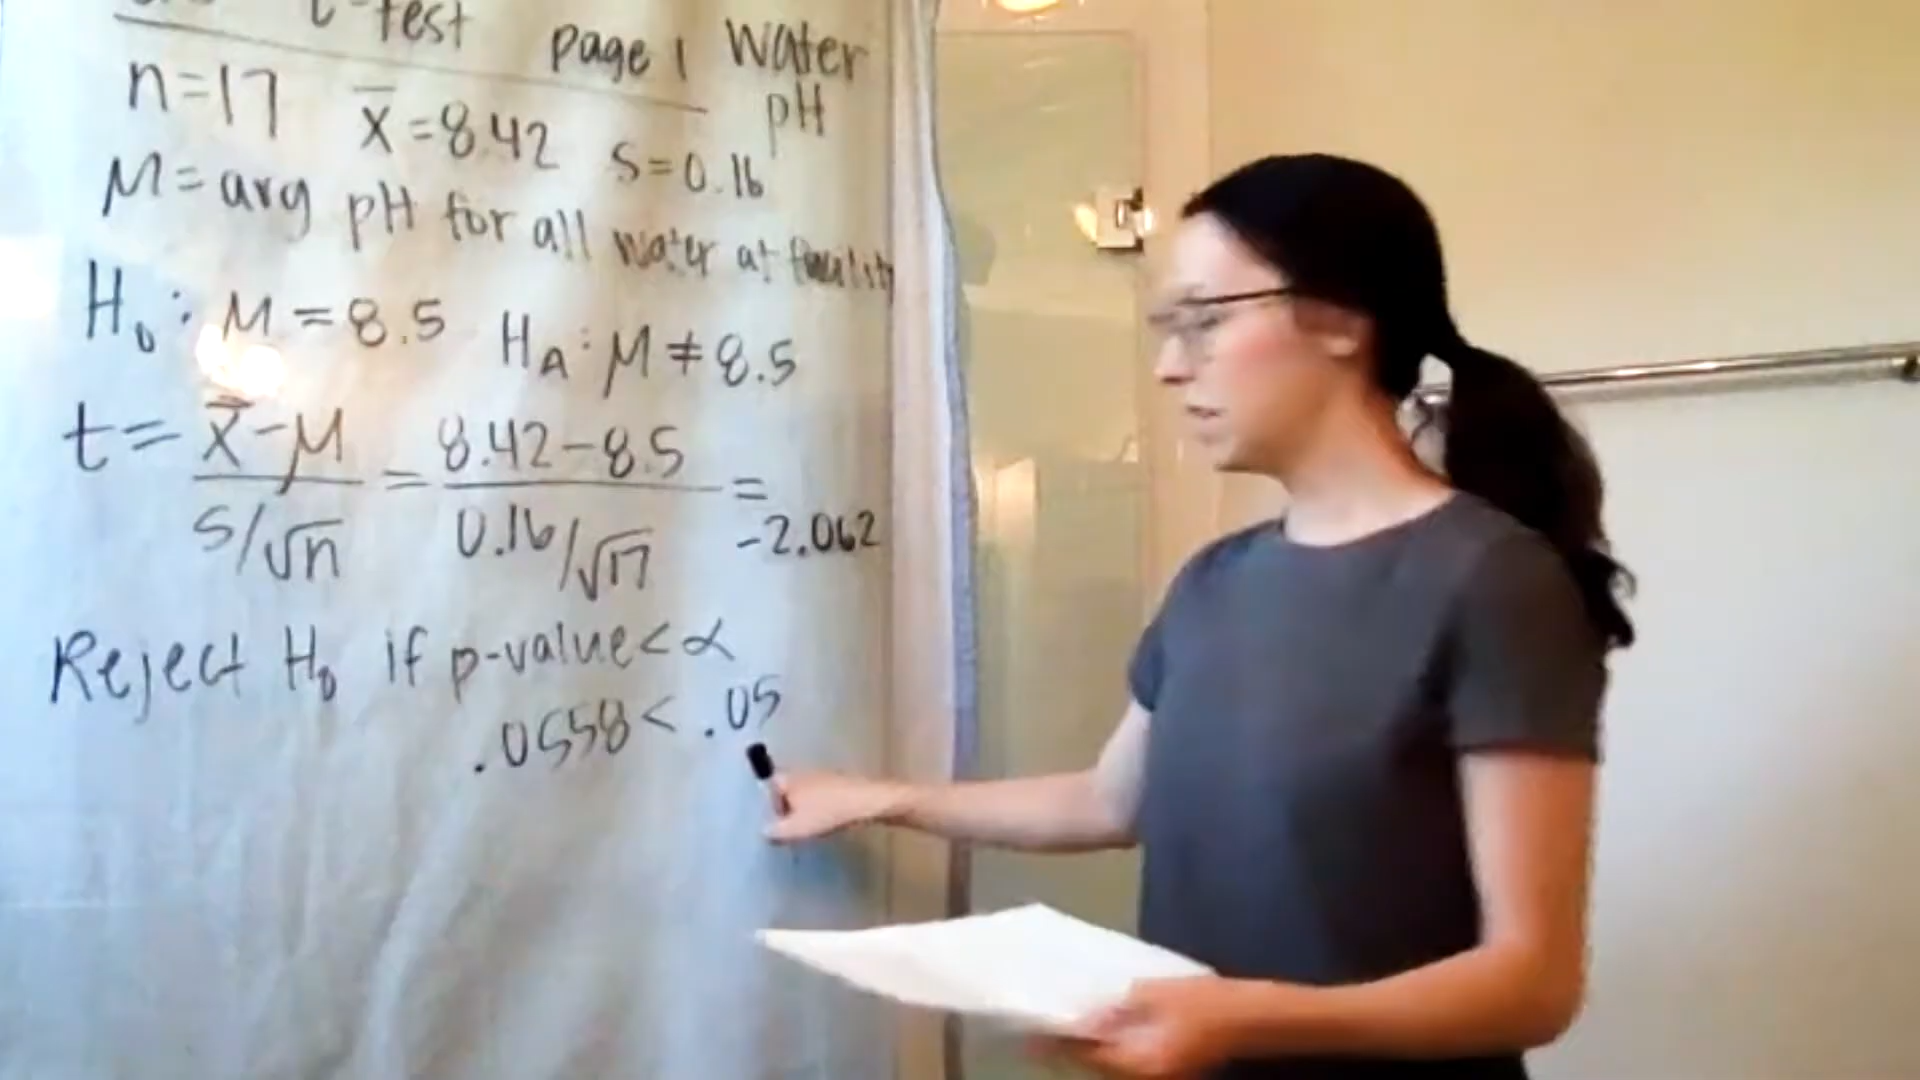 t-test page 1 Water
pH
n=17 x̄=8.42 s=0.16
M=avg pH for all water at facility
H₀: M=8.5 Hᴀ: M≠8.5
t= x̄-M / s/√n = 8.42-8.5 / 0.16/√17 = -2.062
Reject H₀ if p-value<α
.0558< .05